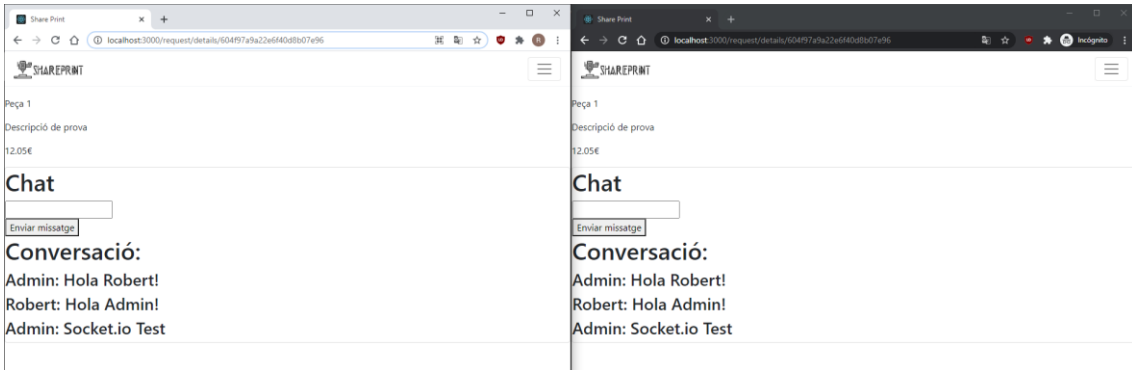 Share Print
localhost:3000/request/details/604f97a9a22e6f40d8b07e96
R
SHAREPRINT
Peça 1
Descripció de prova
12.05€
Chat
Enviar missatge
Conversació:
Admin: Hola Robert!
Robert: Hola Admin!
Admin: Socket.io Test
Share Print
localhost:3000/request/details/604f97a9a22e6f40d8b07e96
Incógnito
SHAREPRINT
Peça 1
Descripció de prova
12.05€
Chat
Enviar missatge
Conversació:
Admin: Hola Robert!
Robert: Hola Admin!
Admin: Socket.io Test